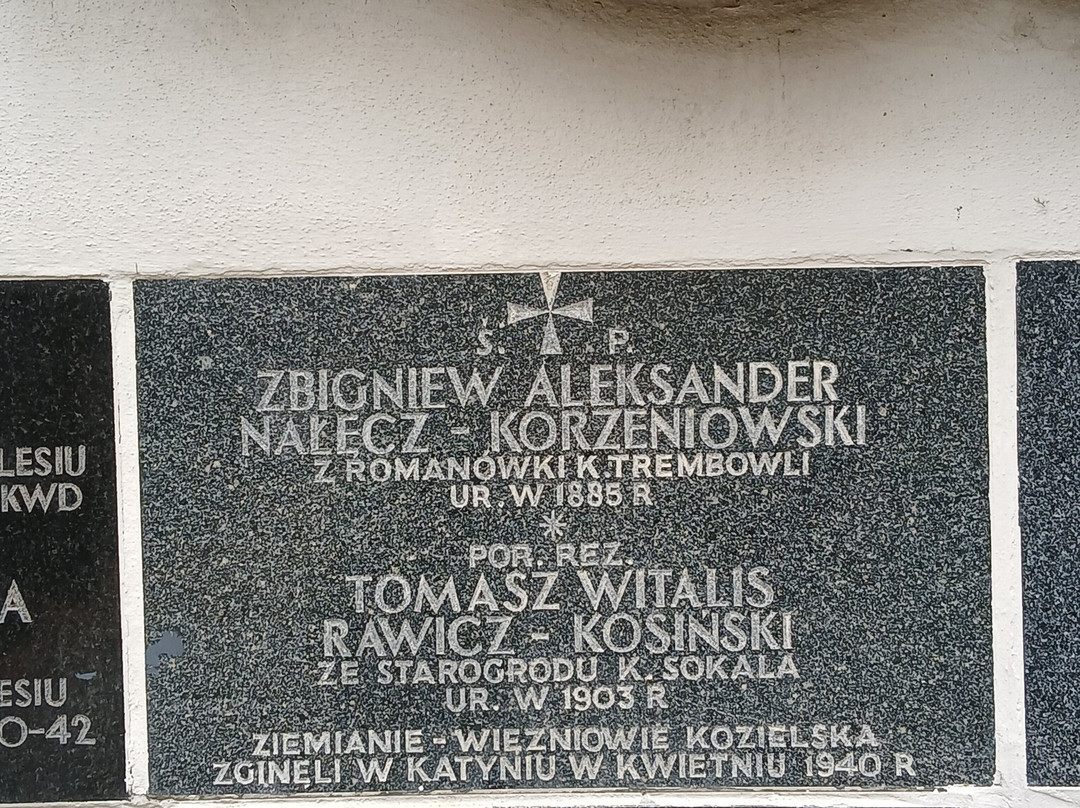 LESIU
KWD
A
ESIU
0-42
Ś. P.
ZBIGNIEW ALEKSANDER
NAŁĘCZ - KORZENIOWSKI
Z ROMANÓWKI K. TREMBOWLI
UR. W 1885 R
POR. REZ.
TOMASZ WITALIS
RAWICZ - KOSIŃSKI
ZE STAROGRODU K. SOKALA
UR. W 1903 R
ZIEMIANIE - WIĘŹNIOWIE KOZIELSKA
ZGINĘLI W KATYNIU W KWIETNIU 1940 R